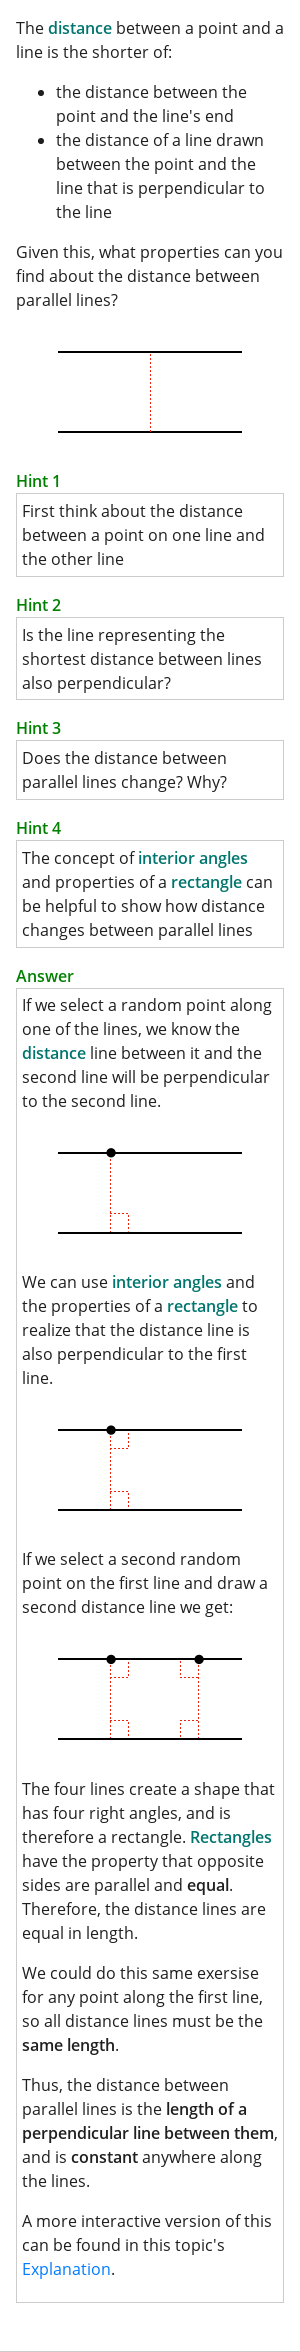 The distance between a point and a
line is the shorter of:
the distance between the
point and the line's end
the distance of a line drawn
between the point and the
line that is perpendicular to
the line
Given this, what properties can you
find about the distance between
parallel lines?
Hint 1
First think about the distance
between a point on one line and
the other line
Hint 2
Is the line representing the
shortest distance between lines
also perpendicular?
Hint 3
Does the distance between
parallel lines change? Why?
Hint 4
The concept of interior angles
and properties of a rectangle can
be helpful to show how distance
changes between parallel lines
Answer
If we select a random point along
one of the lines, we know the
distance line between it and the
second line will be perpendicular
to the second line.
We can use interior angles and
the properties of a rectangle to
realize that the distance line is
also perpendicular to the first
line.
If we select a second random
point on the first line and draw a
second distance line we get:
The four lines create a shape that
has four right angles, and is
therefore a rectangle. Rectangles
have the property that opposite
sides are parallel and equal.
Therefore, the distance lines are
equal in length.
We could do this same exersise
for any point along the first line,
so all distance lines must be the
same length.
Thus, the distance between
parallel lines is the length of a
perpendicular line between them,
and is constant anywhere along
the lines.
A more interactive version of this
can be found in this topic's
Explanation.